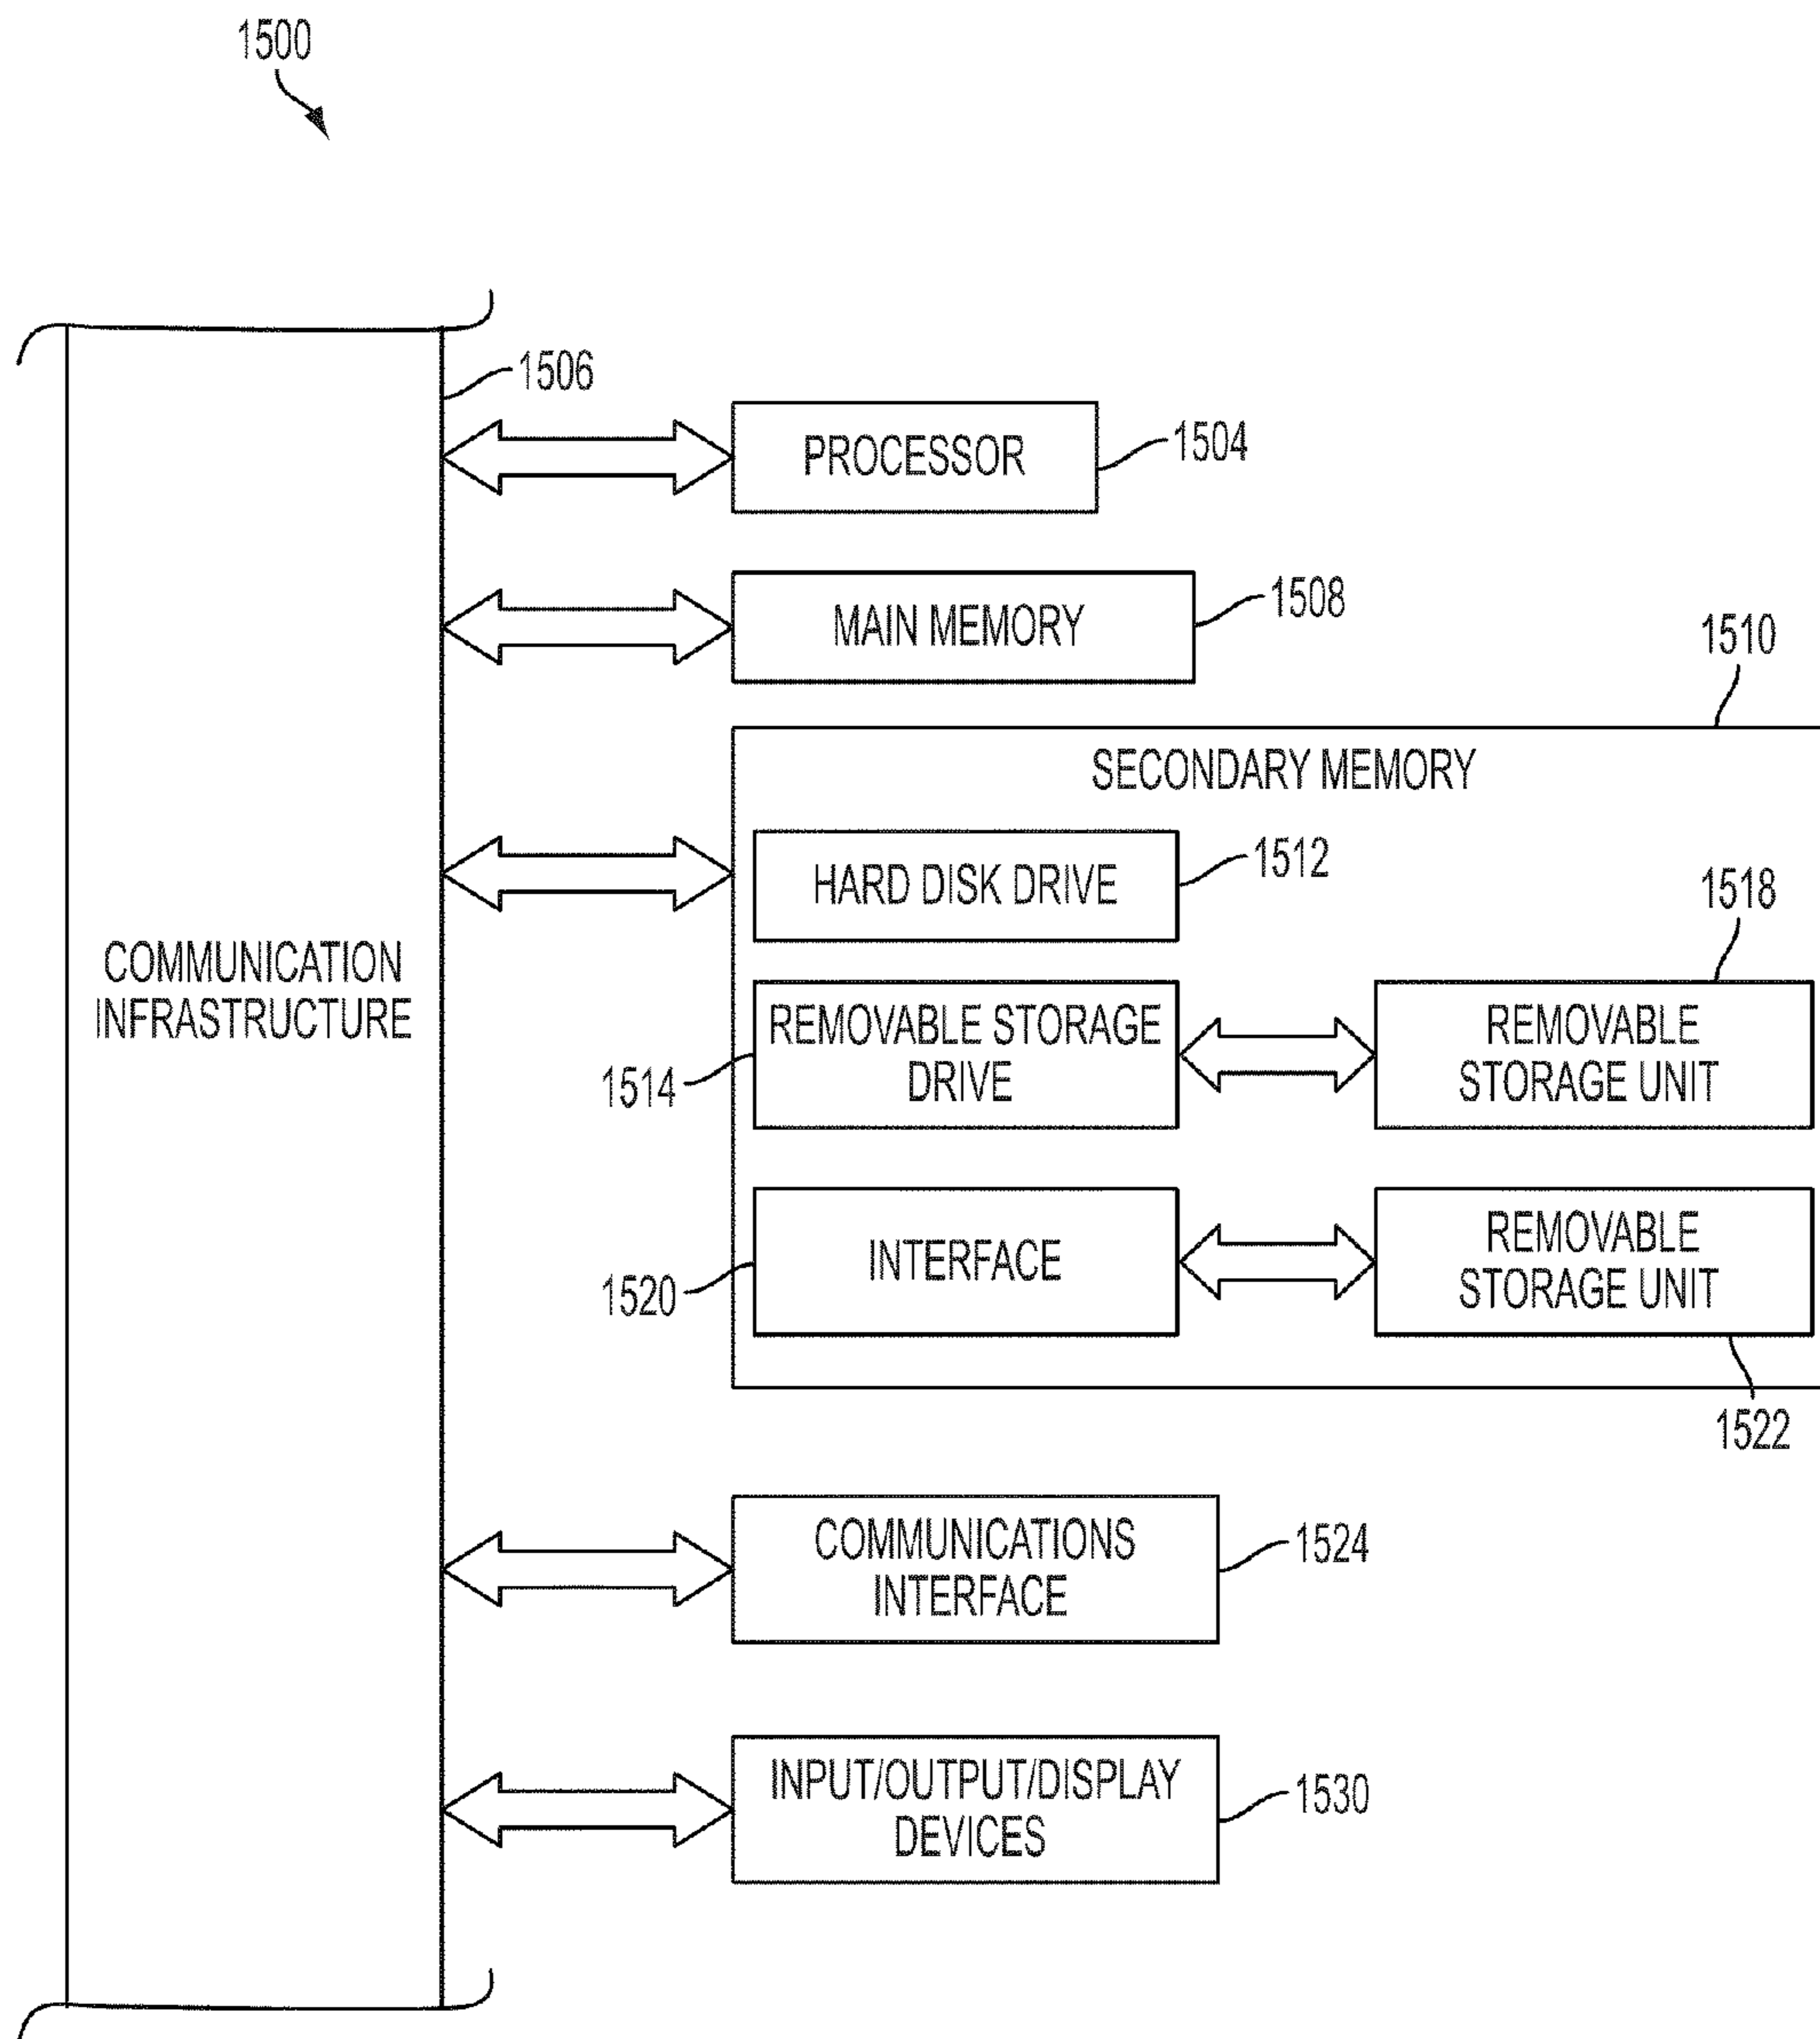 1500
1506
PROCESSOR
1504
MAIN MEMORY
1508
1510
SECONDARY MEMORY
HARD DISK DRIVE
1512
1518
COMMUNICATION
INFRASTRUCTURE
REMOVABLE STORAGE
DRIVE
1514
REMOVABLE
STORAGE UNIT
INTERFACE
1520
REMOVABLE
STORAGE UNIT
1522
COMMUNICATIONS
INTERFACE
1524
INPUT/OUTPUT/DISPLAY
DEVICES
1530